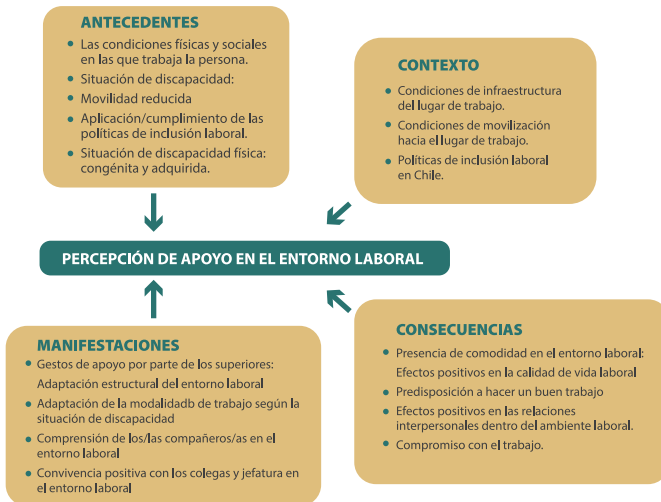 ANTECEDENTES
• Las condiciones físicas y sociales
en las que trabaja la persona.
• Situación de discapacidad:
• Movilidad reducida
• Aplicación/cumplimiento de las
políticas de inclusión laboral.
• Situación de discapacidad física:
congénita y adquirida.
CONTEXTO
• Condiciones de infraestructura
del lugar de trabajo.
• Condiciones de movilización
hacia el lugar de trabajo.
• Políticas de inclusión laboral
en Chile.
PERCEPCIÓN DE APOYO EN EL ENTORNO LABORAL
MANIFESTACIONES
• Gestos de apoyo por parte de los superiores:
Adaptación estructural del entorno laboral
• Adaptación de la modalidadb de trabajo según la
situación de discapacidad
• Comprensión de los/las compañeros/as en el
entorno laboral
• Convivencia positiva con los colegas y jefatura en
el entorno laboral
CONSECUENCIAS
• Presencia de comodidad en el entorno laboral:
Efectos positivos en la calidad de vida laboral
• Predisposición a hacer un buen trabajo
• Efectos positivos en las relaciones
interpersonales dentro del ambiente laboral.
• Compromiso con el trabajo.